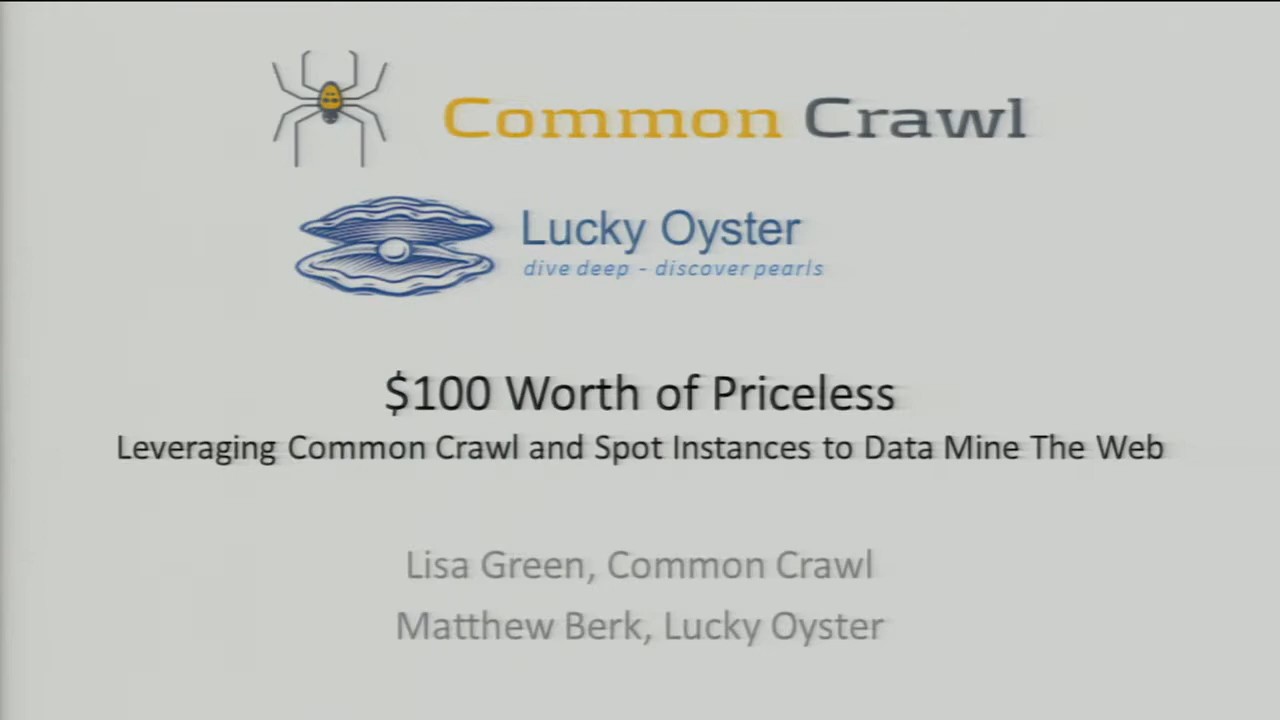 Common Crawl
Lucky Oyster
dive deep - discover pearls
$100 Worth of Priceless
Leveraging Common Crawl and Spot Instances to Data Mine The Web
Lisa Green, Common Crawl
Matthew Berk, Lucky Oyster